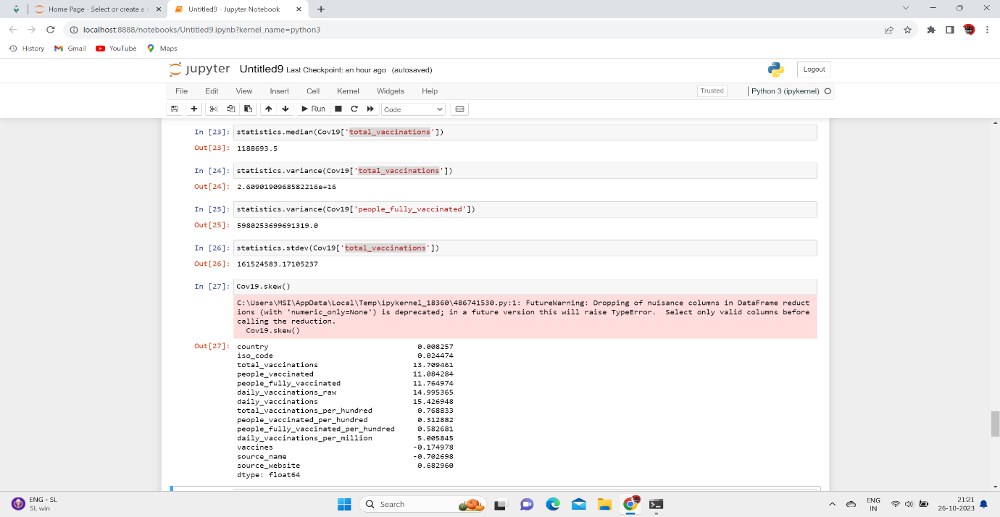 Home Page - Select or create a
Untitled9 - Jupyter Notebook
localhost:8888/notebooks/Untitled9.ipynb?kernel_name=python3
History Gmail YouTube Maps
jupyter Untitled9 Last Checkpoint: an hour ago (autosaved)
Logout
File Edit View Insert Cell Kernel Widgets Help
Trusted
Python 3 (ipykernel)
Run
Code
In [23]: statistics.median(Cov19['total_vaccinations'])
Out[23]: 1188693.5
In [24]: statistics.variance(Cov19['total_vaccinations'])
Out[24]: 2.6090190968582216e+16
In [25]: statistics.variance(Cov19['people_fully_vaccinated'])
Out[25]: 5980253699691319.0
In [26]: statistics.stdev(Cov19['total_vaccinations'])
Out[26]: 161524583.17105237
In [27]: Cov19.skew()
C:\Users\MSI\AppData\Local\Temp\ipykernel_18360\486741530.py:1: FutureWarning: Dropping of nuisance columns in DataFrame reduct
ions (with 'numeric_only=None') is deprecated; in a future version this will raise TypeError.  Select only valid columns before
calling the reduction.
Cov19.skew()
Out[27]: country 0.008257
iso_code 0.024474
total_vaccinations 13.709461
people_vaccinated 11.084284
people_fully_vaccinated 11.764974
daily_vaccinations_raw 14.995365
daily_vaccinations 15.426948
total_vaccinations_per_hundred 0.768833
people_vaccinated_per_hundred 0.312882
people_fully_vaccinated_per_hundred 0.582681
daily_vaccinations_per_million 5.005845
vaccines -0.174978
source_name -0.702698
source_website 0.682960
dtype: float64
ENG - SL
SL win
Search
ENG
IN
21:21
26-10-2023